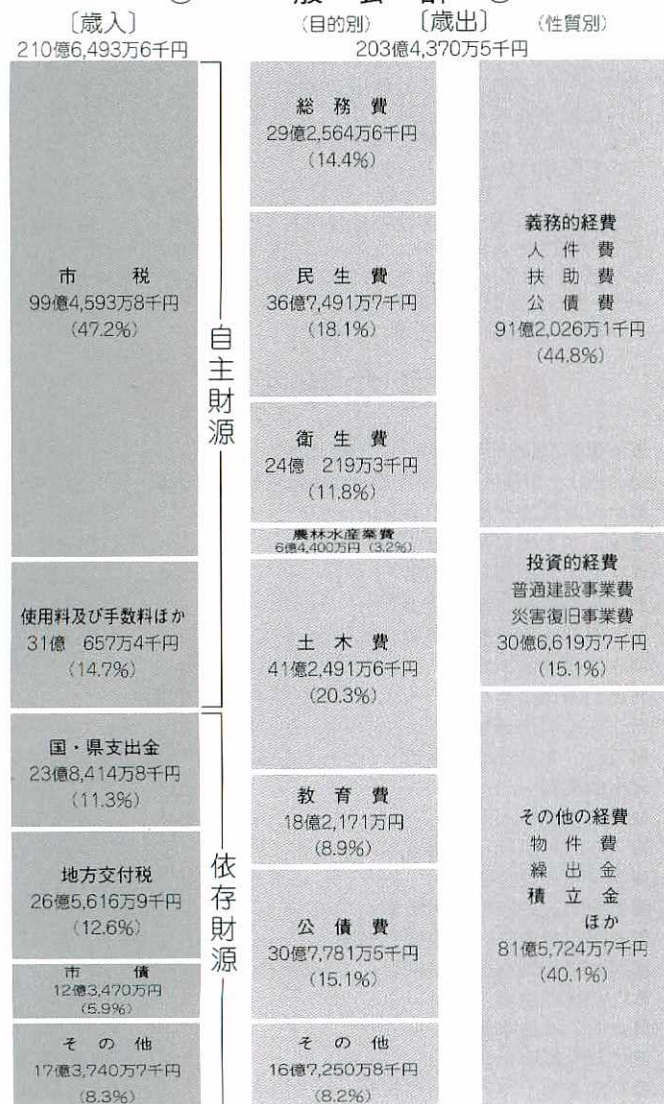 〔歳入〕
210億6,493万6千円
市税
99億4,593万8千円
(47.2%)
使用料及び手数料ほか
31億 657万4千円
(14.7%)
自主財源
国・県支出金
23億8,414万8千円
(11.3%)
地方交付税
26億5,616万9千円
(12.6%)
市債
12億3,470万円
(5.9%)
その他
17億3,740万7千円
(8.3%)
依存財源
(目的別)
〔歳出〕
(性質別)
203億4,370万5千円
総務費
29億2,564万6千円
(14.4%)
民生費
36億7,491万7千円
(18.1%)
衛生費
24億 219万3千円
(11.8%)
農林水産業費
6億4,400万円 (3.2%)
土木費
41億2,491万6千円
(20.3%)
教育費
18億2,171万円
(8.9%)
公債費
30億7,781万5千円
(15.1%)
その他
16億7,250万8千円
(8.2%)
義務的経費
人件費
扶助費
公債費
91億2,026万1千円
(44.8%)
投資的経費
普通建設事業費
災害復旧事業費
30億6,619万7千円
(15.1%)
その他の経費
物件費
繰出金
積立金
ほか
81億5,724万7千円
(40.1%)